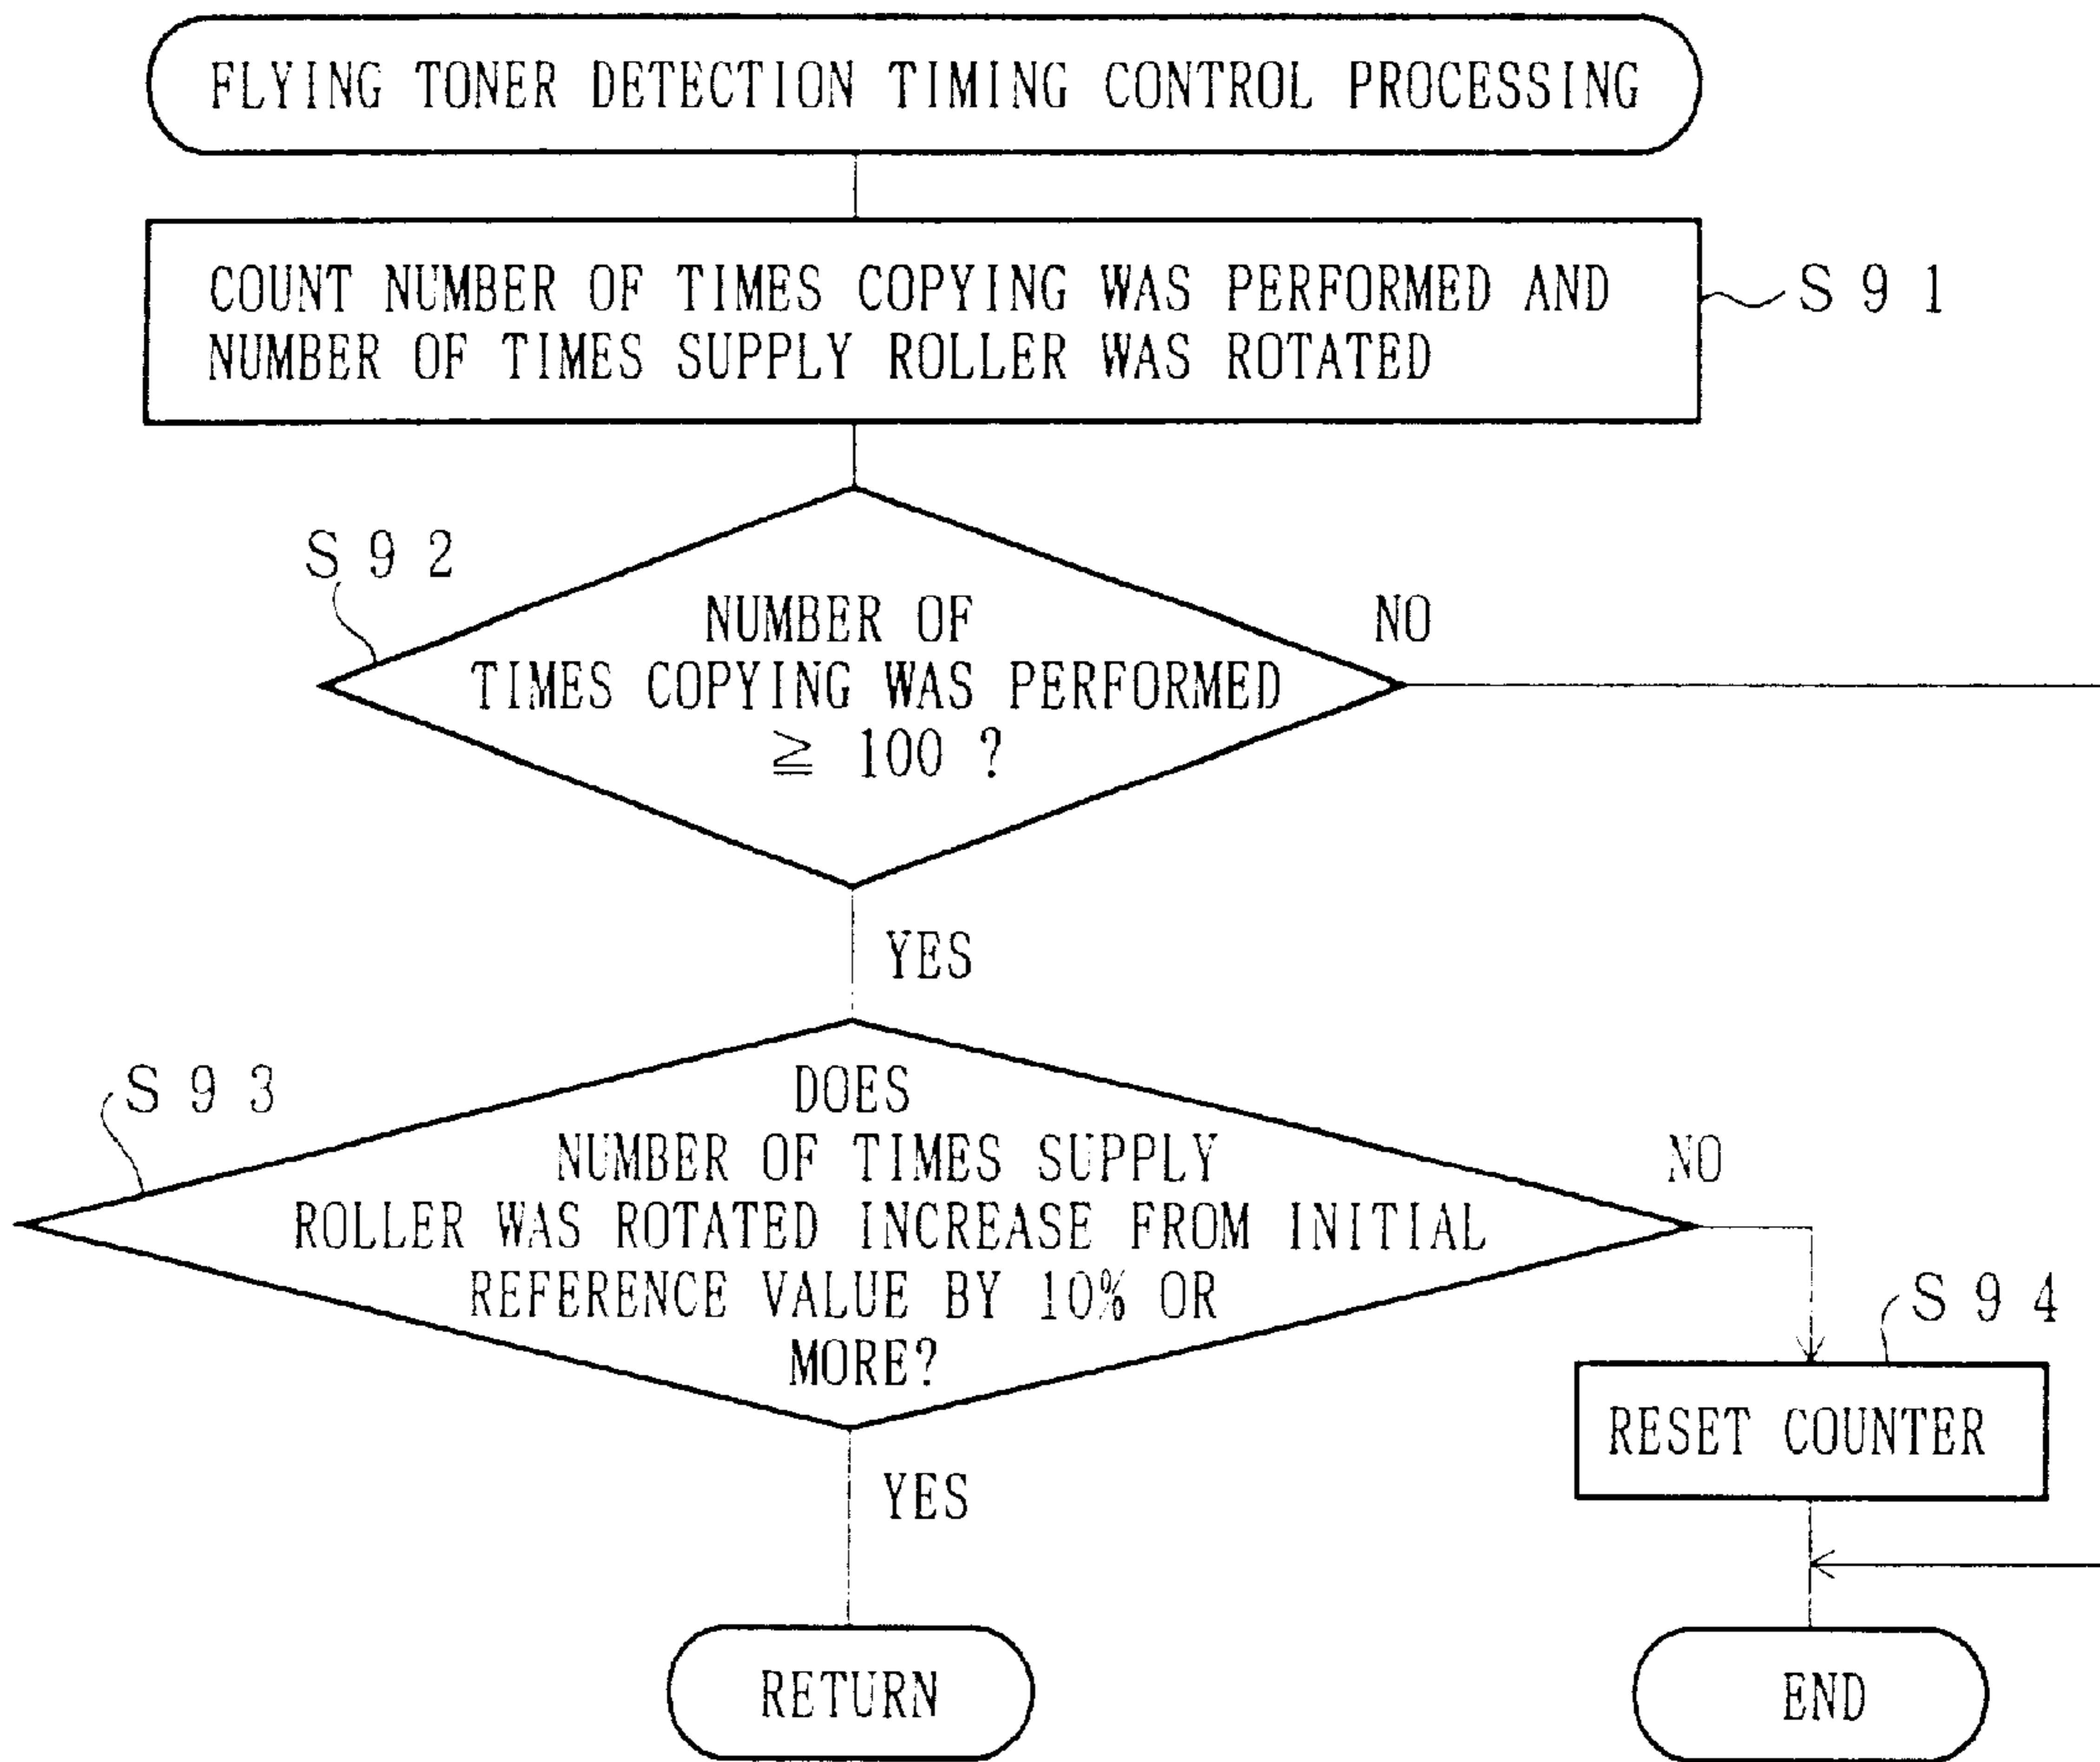 FLYING TONER DETECTION TIMING CONTROL PROCESSING
COUNT NUMBER OF TIMES COPYING WAS PERFORMED AND
NUMBER OF TIMES SUPPLY ROLLER WAS ROTATED
S91
S92
NUMBER OF
TIMES COPYING WAS PERFORMED
≧ 100 ?
NO
YES
S93
DOES
NUMBER OF TIMES SUPPLY
ROLLER WAS ROTATED INCREASE FROM INITIAL
REFERENCE VALUE BY 10% OR
MORE?
NO
S94
RESET COUNTER
YES
RETURN
END